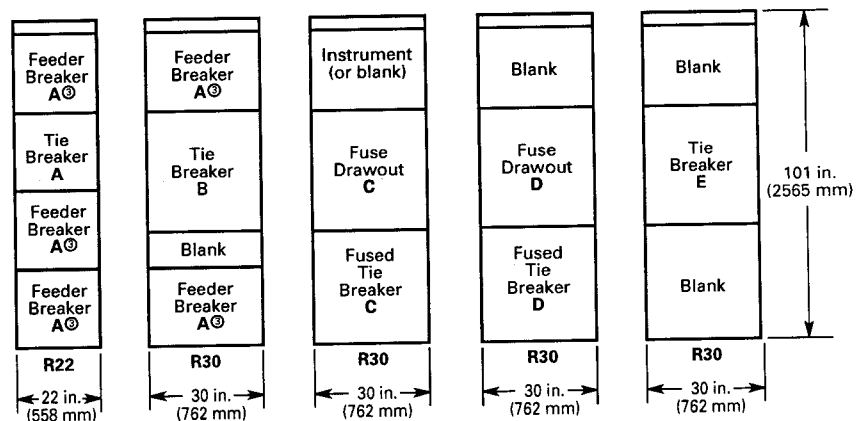 Feeder
Breaker
A③
Tie
Breaker
A
Feeder
Breaker
A③
Feeder
Breaker
A③
R22
22 in.
(558 mm)
Feeder
Breaker
A③
Tie
Breaker
B
Blank
Feeder
Breaker
A③
R30
30 in.
(762 mm)
Instrument
(or blank)
Fuse
Drawout
C
Fused
Tie
Breaker
C
R30
30 in.
(762 mm)
Blank
Fuse
Drawout
D
Fused
Tie
Breaker
D
R30
30 in.
(762 mm)
Blank
Tie
Breaker
E
Blank
R30
30 in.
(762 mm)
101 in.
(2565 mm)